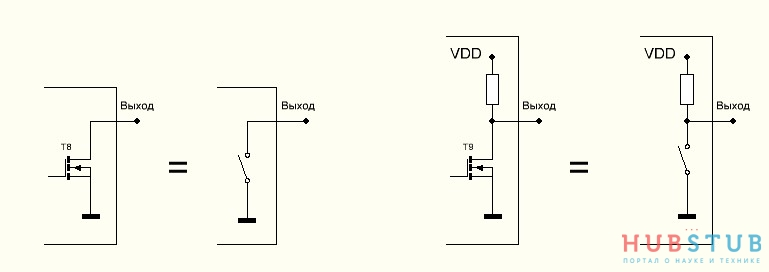 VDD
VDD
Выход
Выход
Выход
Выход
T8
T9
=
=
HUBSTUB
ПОРТАЛ О НАУКЕ И ТЕХНИКЕ